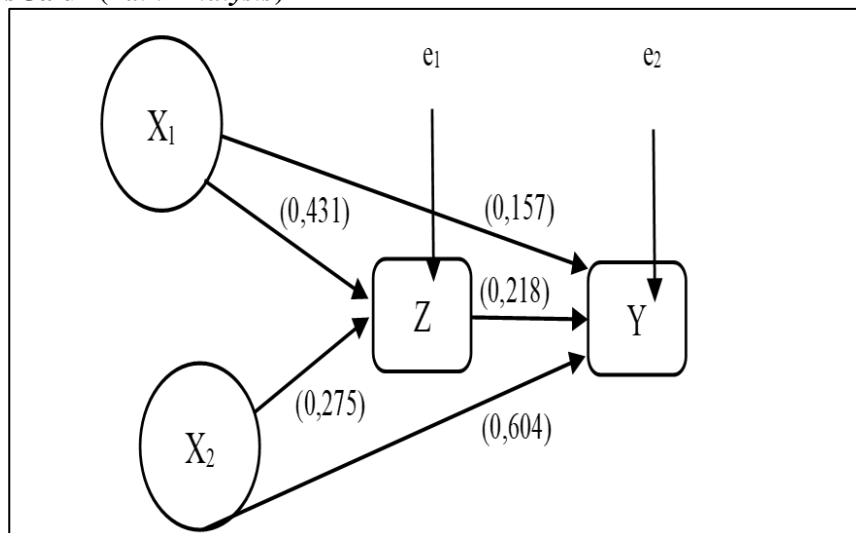 e₁
e₂
X₁
(0,431)
(0,157)
Z
(0,218)
Y
(0,275)
(0,604)
X₂